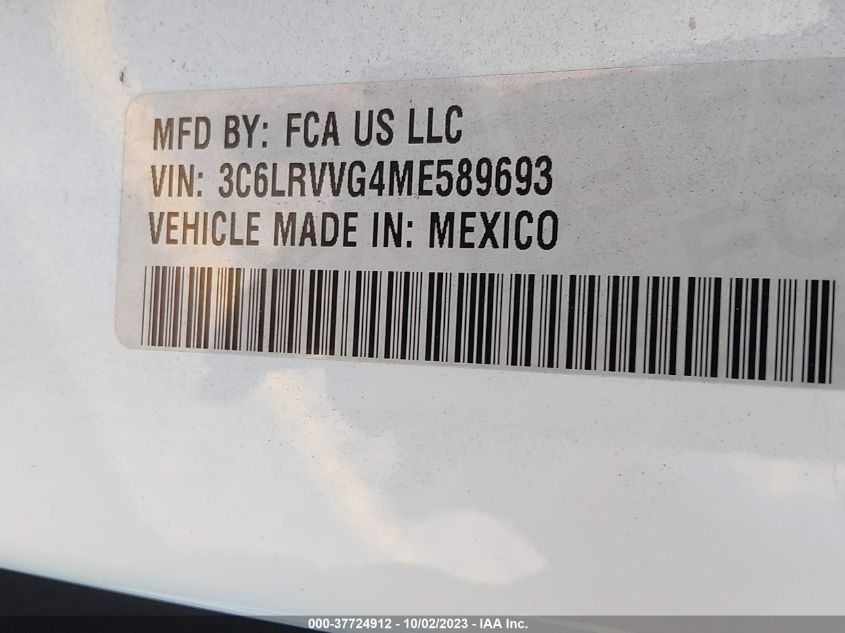 MFD BY: FCA US LLC
VIN: 3C6LRVVG4ME589693
VEHICLE MADE IN: MEXICO
000-37724912 - 10/02/2023 - IAA Inc.